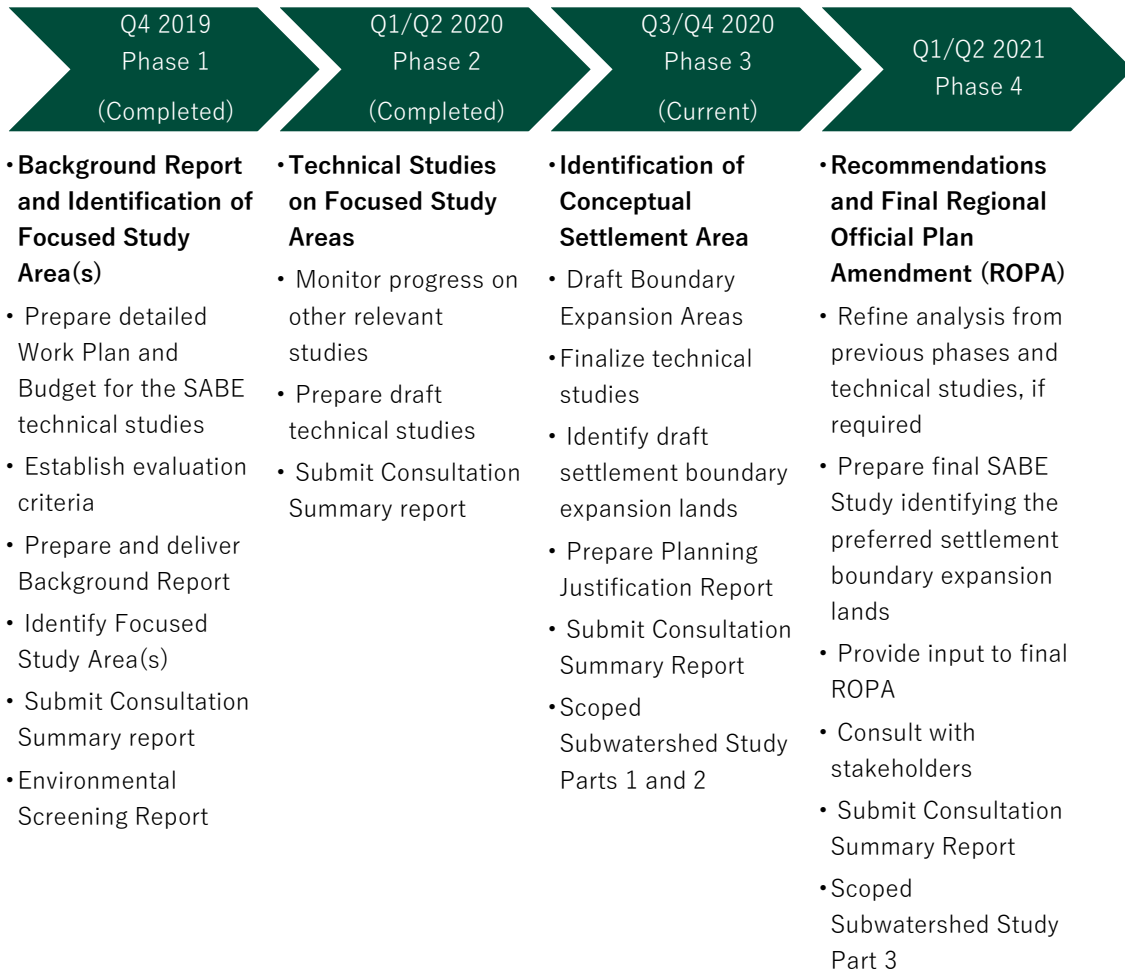 Q4 2019
Phase 1
(Completed)
Q1/Q2 2020
Phase 2
(Completed)
Q3/Q4 2020
Phase 3
(Current)
Q1/Q2 2021
Phase 4
• Background Report
and Identification of
Focused Study
Area(s)
• Prepare detailed
Work Plan and
Budget for the SABE
technical studies
• Establish evaluation
criteria
• Prepare and deliver
Background Report
• Identify Focused
Study Area(s)
• Submit Consultation
Summary report
• Environmental
Screening Report
• Technical Studies
on Focused Study
Areas
• Monitor progress on
other relevant
studies
• Prepare draft
technical studies
• Submit Consultation
Summary report
• Identification of
Conceptual
Settlement Area
• Draft Boundary
Expansion Areas
• Finalize technical
studies
• Identify draft
settlement boundary
expansion lands
• Prepare Planning
Justification Report
• Submit Consultation
Summary Report
• Scoped
Subwatershed Study
Parts 1 and 2
• Recommendations
and Final Regional
Official Plan
Amendment (ROPA)
• Refine analysis from
previous phases and
technical studies, if
required
• Prepare final SABE
Study identifying the
preferred settlement
boundary expansion
lands
• Provide input to final
ROPA
• Consult with
stakeholders
• Submit Consultation
Summary Report
• Scoped
Subwatershed Study
Part 3